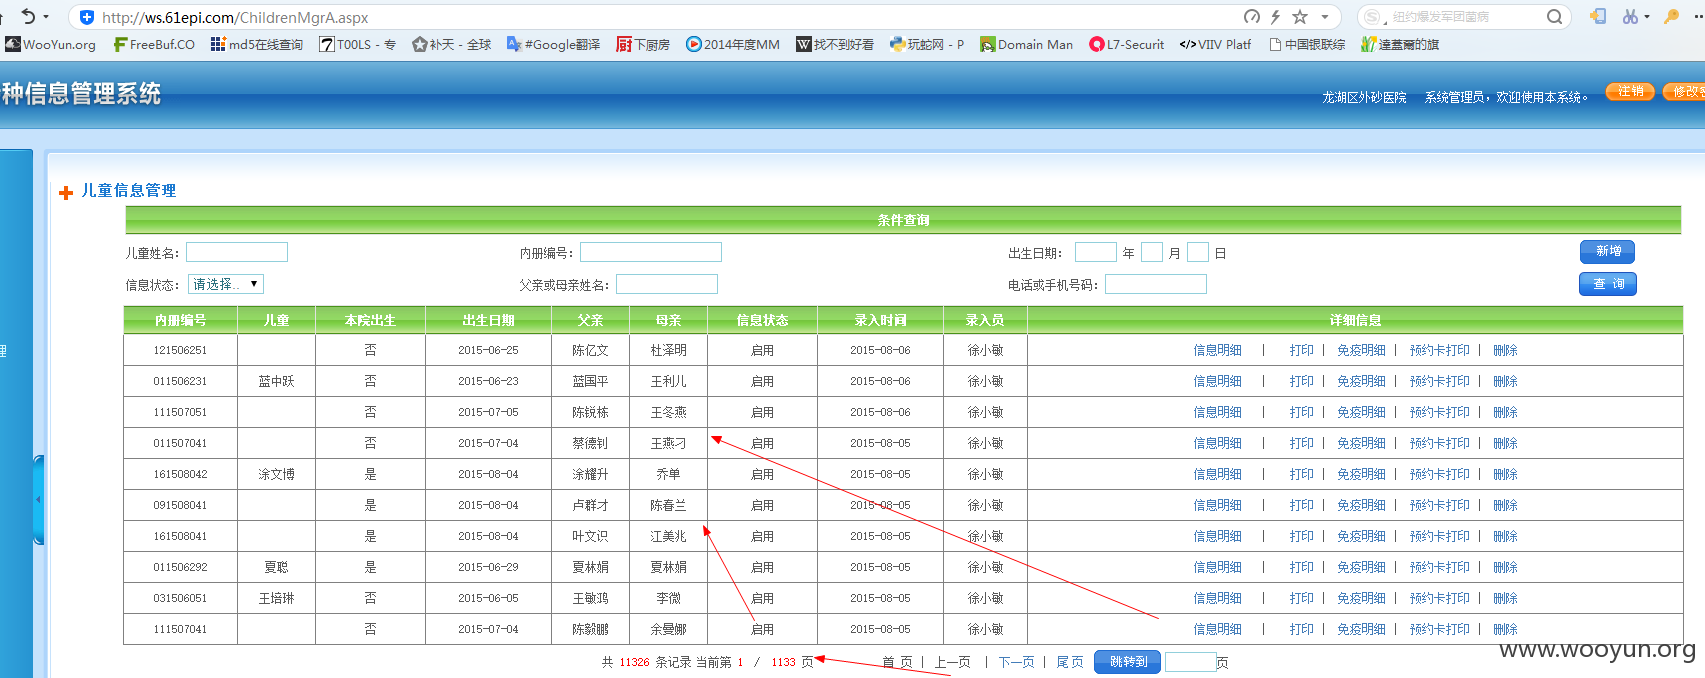 http://ws.61epi.com/ChildrenMgrA.aspx 纽约爆发军团菌病
WooYun.org FreeBuf.CO md5在线查询 T00LS - 专 补天 - 全球 #Google翻译 下厨房 2014年度MM 找不到好看 玩蛇网 - P Domain Man L7-Securit VIIV Platf 中国银联综 達蓋爾的旗
种信息管理系统
龙湖区外砂医院 系统管理员，欢迎使用本系统。 注销 修改密
理
儿童信息管理
条件查询
儿童姓名： 内册编号： 出生日期： 年 月 日 新增
信息状态： 请选择.. 父亲或母亲姓名： 电话或手机号码： 查 询
内册编号 儿童 本院出生 出生日期 父亲 母亲 信息状态 录入时间 录入员 详细信息
121506251 否 2015-06-25 陈亿文 杜泽明 启用 2015-08-06 徐小敏 信息明细 | 打印 | 免疫明细 | 预约卡打印 | 删除
011506231 蓝中跃 否 2015-06-23 蓝国平 王利儿 启用 2015-08-06 徐小敏 信息明细 | 打印 | 免疫明细 | 预约卡打印 | 删除
111507051 否 2015-07-05 陈锐栋 王冬燕 启用 2015-08-06 徐小敏 信息明细 | 打印 | 免疫明细 | 预约卡打印 | 删除
011507041 否 2015-07-04 蔡德钊 王燕刁 启用 2015-08-05 徐小敏 信息明细 | 打印 | 免疫明细 | 预约卡打印 | 删除
161508042 涂文博 是 2015-08-04 涂耀升 乔单 启用 2015-08-05 徐小敏 信息明细 | 打印 | 免疫明细 | 预约卡打印 | 删除
091508041 是 2015-08-04 卢群才 陈春兰 启用 2015-08-05 徐小敏 信息明细 | 打印 | 免疫明细 | 预约卡打印 | 删除
161508041 是 2015-08-04 叶文识 江美兆 启用 2015-08-05 徐小敏 信息明细 | 打印 | 免疫明细 | 预约卡打印 | 删除
011506292 夏聪 是 2015-06-29 夏林娟 夏林娟 启用 2015-08-05 徐小敏 信息明细 | 打印 | 免疫明细 | 预约卡打印 | 删除
031506051 王培琳 否 2015-06-05 王敏鸿 李微 启用 2015-08-05 徐小敏 信息明细 | 打印 | 免疫明细 | 预约卡打印 | 删除
111507041 否 2015-07-04 陈毅鹏 余曼娜 启用 2015-08-05 徐小敏 信息明细 | 打印 | 免疫明细 | 预约卡打印 | 删除
共 11326 条记录 当前第 1 / 1133 页 首 页 | 上一页 | 下一页 | 尾 页 跳转到 页
www.wooyun.org